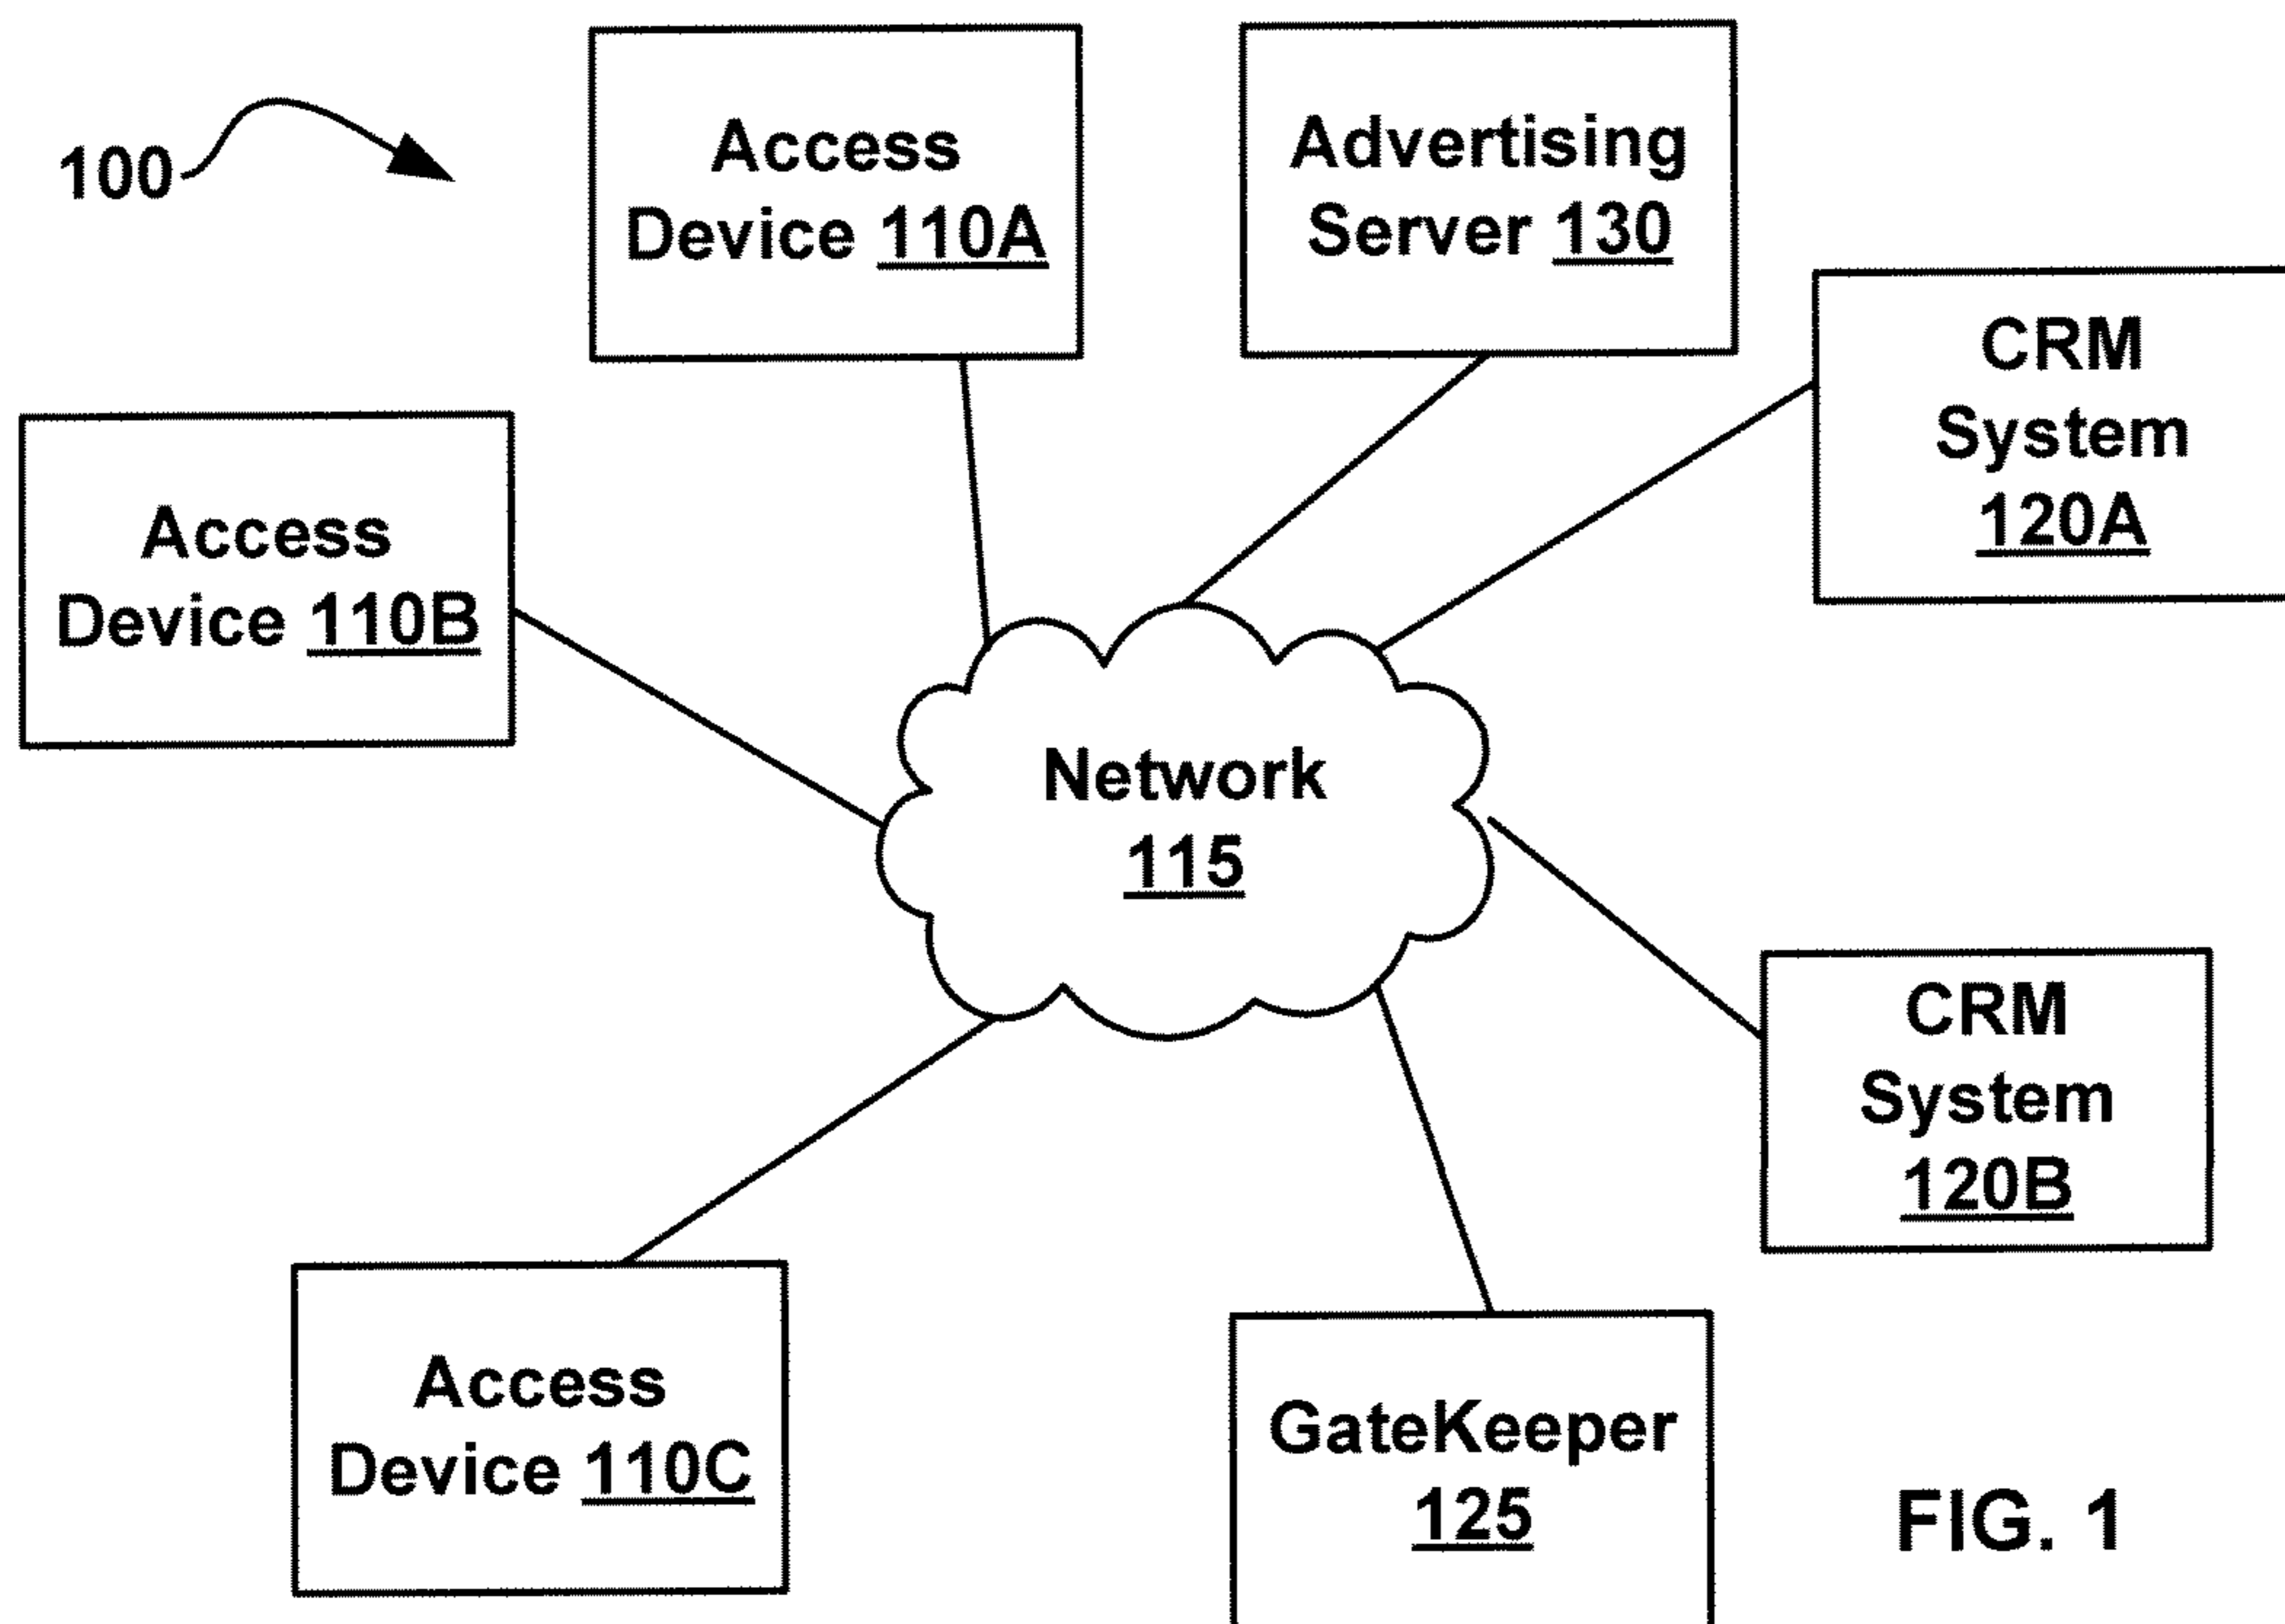 100
Access
Device 110A
Advertising
Server 130
CRM
System
120A
Access
Device 110B
Network
115
CRM
System
120B
Access
Device 110C
GateKeeper
125
FIG. 1